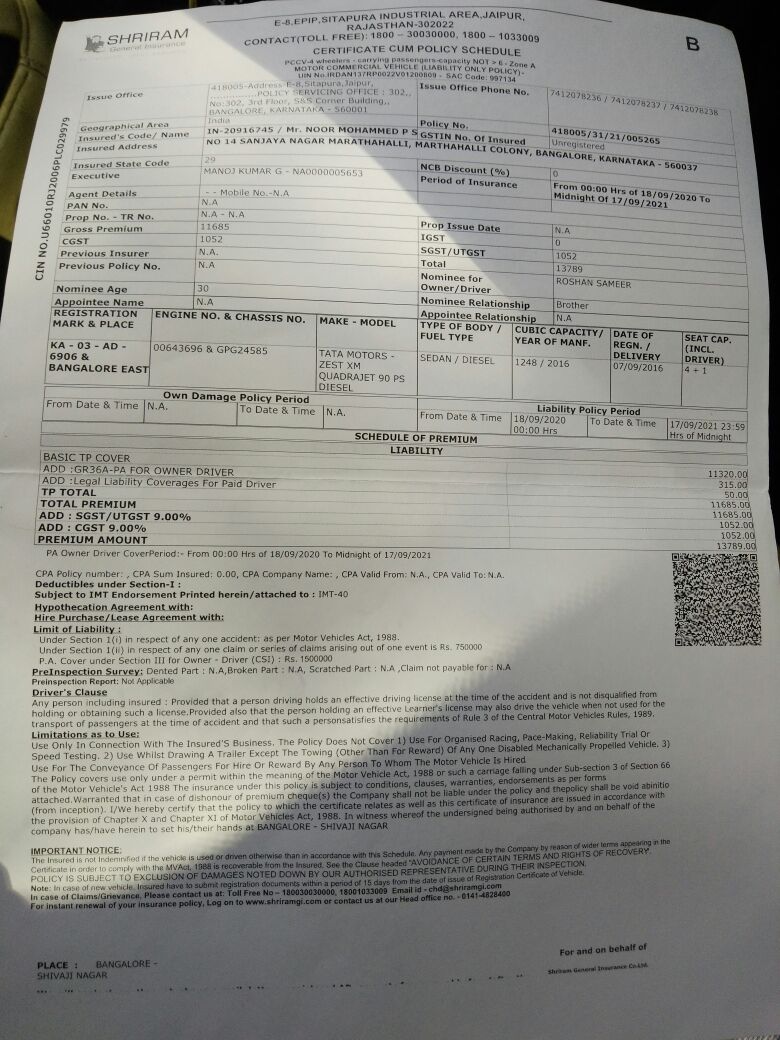 SHRIRAM
General Insurance
E-8,EPIP,SITAPURA INDUSTRIAL AREA,JAIPUR,
RAJASTHAN-302022
CONTACT(TOLL FREE): 1800 - 30030000, 1800 - 1033009
CERTIFICATE CUM POLICY SCHEDULE
B
PCCV-4 wheelers - carrying passengers-capacity NOT > 6 - Zone A
MOTOR COMMERCIAL VEHICLE (LIABILITY ONLY POLICY)-
UIN No.IRDAN137RP0022V01200809 - SAC Code: 997134
CIN NO.U66010RJ2006PLC029979
Issue Office 418005-Address E-8,Sitapura,Jaipur, Issue Office Phone No. 7412078236 / 7412078237 / 7412078238
............POLICY SERVICING OFFICE : 302,,
No:302, 3rd Floor, S&S Corner Building,,
BANGALORE, KARNATAKA - 560001
Geographical Area India Policy No. 418005/31/21/005265
Insured's Code/ Name IN-20916745 / Mr. NOOR MOHAMMED P S GSTIN No. Of Insured Unregistered
Insured Address NO 14 SANJAYA NAGAR MARATHAHALLI, MARTHAHALLI COLONY, BANGALORE, KARNATAKA - 560037
Insured State Code 29 NCB Discount (%) 0
Executive MANOJ KUMAR G - NA0000005653 Period of Insurance From 00:00 Hrs of 18/09/2020 To
Midnight Of 17/09/2021
Agent Details - - Mobile No.-N.A
PAN No. N.A
Prop No. - TR No. N.A - N.A Prop Issue Date N.A
Gross Premium 11685 IGST 0
CGST 1052 SGST/UTGST 1052
Previous Insurer N.A. Total 13789
Previous Policy No. N.A Nominee for
Owner/Driver ROSHAN SAMEER
Nominee Age 30 Nominee Relationship Brother
Appointee Name N.A Appointee Relationship N.A
REGISTRATION MARK & PLACE ENGINE NO. & CHASSIS NO. MAKE - MODEL TYPE OF BODY / FUEL TYPE CUBIC CAPACITY/ YEAR OF MANF. DATE OF REGN. / DELIVERY SEAT CAP. (INCL. DRIVER)
KA - 03 - AD - 6906 & BANGALORE EAST 00643696 & GPG24585 TATA MOTORS - ZEST XM QUADRAJET 90 PS DIESEL SEDAN / DIESEL 1248 / 2016 07/09/2016 4 + 1
Own Damage Policy Period Liability Policy Period
From Date & Time N.A. To Date & Time N.A. From Date & Time 18/09/2020 00:00 Hrs To Date & Time 17/09/2021 23:59 Hrs of Midnight
SCHEDULE OF PREMIUM
LIABILITY
BASIC TP COVER 11320.00
ADD :GR36A-PA FOR OWNER DRIVER 315.00
ADD :Legal Liability Coverages For Paid Driver 50.00
TP TOTAL 11685.00
TOTAL PREMIUM 11685.00
ADD : SGST/UTGST 9.00% 1052.00
ADD : CGST 9.00% 1052.00
PREMIUM AMOUNT 13789.00
PA Owner Driver CoverPeriod:- From 00:00 Hrs of 18/09/2020 To Midnight of 17/09/2021
CPA Policy number: , CPA Sum Insured: 0.00, CPA Company Name: , CPA Valid From: N.A., CPA Valid To: N.A.
Deductibles under Section-I :
Subject to IMT Endorsement Printed herein/attached to : IMT-40
Hypothecation Agreement with:
Hire Purchase/Lease Agreement with:
Limit of Liability :
Under Section 1(i) in respect of any one accident: as per Motor Vehicles Act, 1988.
Under Section 1(ii) in respect of any one claim or series of claims arising out of one event is Rs. 750000
P.A. Cover under Section III for Owner - Driver (CSI) : Rs. 1500000
PreInspection Survey: Dented Part : N.A,Broken Part : N.A, Scratched Part : N.A ,Claim not payable for : N.A
Preinspection Report: Not Applicable
Driver's Clause
Any person including insured : Provided that a person driving holds an effective driving license at the time of the accident and is not disqualified from
holding or obtaining such a license.Provided also that the person holding an effective Learner's license may also drive the vehicle when not used for the
transport of passengers at the time of accident and that such a personsatisfies the requirements of Rule 3 of the Central Motor Vehicles Rules, 1989.
Limitations as to Use:
Use Only In Connection With The Insured'S Business. The Policy Does Not Cover 1) Use For Organised Racing, Pace-Making, Reliability Trial Or
Speed Testing. 2) Use Whilst Drawing A Trailer Except The Towing (Other Than For Reward) Of Any One Disabled Mechanically Propelled Vehicle. 3)
Use For The Conveyance Of Passengers For Hire Or Reward By Any Person To Whom The Motor Vehicle Is Hired
The Policy covers use only under a permit within the meaning of the Motor Vehicle Act, 1988 or such a carriage falling under Sub-section 3 of Section 66
of the Motor Vehicle's Act 1988 The insurance under this policy is subject to conditions, clauses, warranties, endorsements as per forms
attached.Warranted that in case of dishonour of premium cheque(s) the Company shall not be liable under the policy and thepolicy shall be void abinitio
(from inception). I/We hereby certify that the policy to which the certificate relates as well as this certificate of insurance are issued in accordance with
the provision of Chapter X and Chapter XI of Motor Vehicles Act, 1988. In witness whereof the undersigned being authorised by and on behalf of the
company has/have herein to set his/their hands at BANGALORE - SHIVAJI NAGAR
IMPORTANT NOTICE:
The Insured is not Indemnified if the vehicle is used or driven otherwise than in accordance with this Schedule. Any payment made by the Company by reason of wider terms appearing in the
Certificate in order to comply the MVAct, 1988 is recoverable from the Insured. See the Clause headed "AVOIDANCE OF CERTAIN TERMS AND RIGHTS OF RECOVERY".
POLICY IS SUBJECT TO EXCLUSION OF DAMAGES NOTED DOWN BY OUR AUTHORISED REPRESENTATIVE DURING THEIR INSPECTION.
Note: In case of new vehicle. Insured have to submit registration documents within a period of 15 days from the date of issue of Registration Certificate of Vehicle.
In case of Claims/Grievance, Please contact us at: Toll Free No – 180030030000, 18001033009 Email id - chd@shriramgi.com
For instant renewal of your insurance policy, Log on to www.shriramgi.com or contact us at our Head office no. - 0141-4828400
PLACE : BANGALORE -
SHIVAJI NAGAR
For and on behalf of
Shriram General Insurance Co.Ltd.